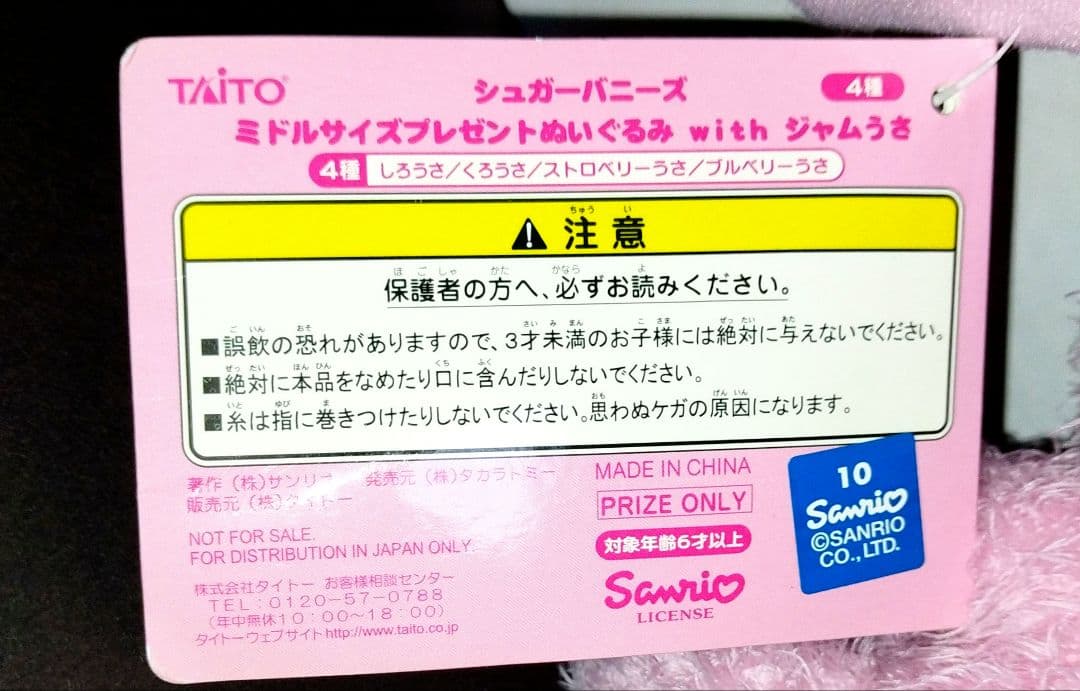 TAITO
シュガーバニーズ
4種
ミドルサイズプレゼントぬいぐるみ with ジャムうさ
4種 しろうさ/くろうさ/ストロベリーうさ/ブルベリーうさ
注意
保護者の方へ、必ずお読みください。
■誤飲の恐れがありますので、3才未満のお子様には絶対に与えないでください。
■絶対に本品をなめたり口に含んだりしないでください。
■糸は指に巻きつけたりしないでください。思わぬケガの原因になります。
著作(株)サンリオ 発売元(株)タカラトミー
販売元(株)タイトー
NOT FOR SALE.
FOR DISTRIBUTION IN JAPAN ONLY.
株式会社タイトー お客様相談センター
TEL:0120-57-0788
(年中無休10:00〜18:00)
タイトーウェブサイトhttp://www.taito.co.jp
MADE IN CHINA
PRIZE ONLY
対象年齢6才以上
Sanrio
LICENSE
10
Sanrio
©SANRIO
CO., LTD.